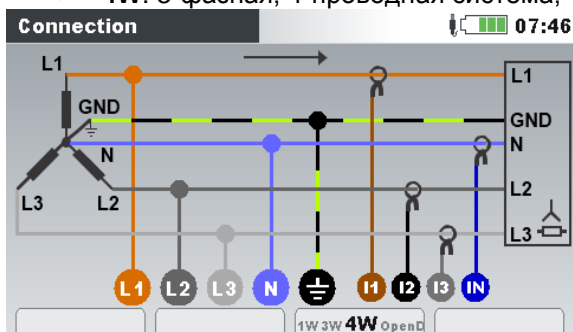 4W: 3-фазная, 4-проводная система,
Connection 07:46
L1
L1
GND
GND
N
N
L3 L2
L2
L3
L1 L2 L3 N I1 I2 I3 IN
1W 3W 4W OpenD